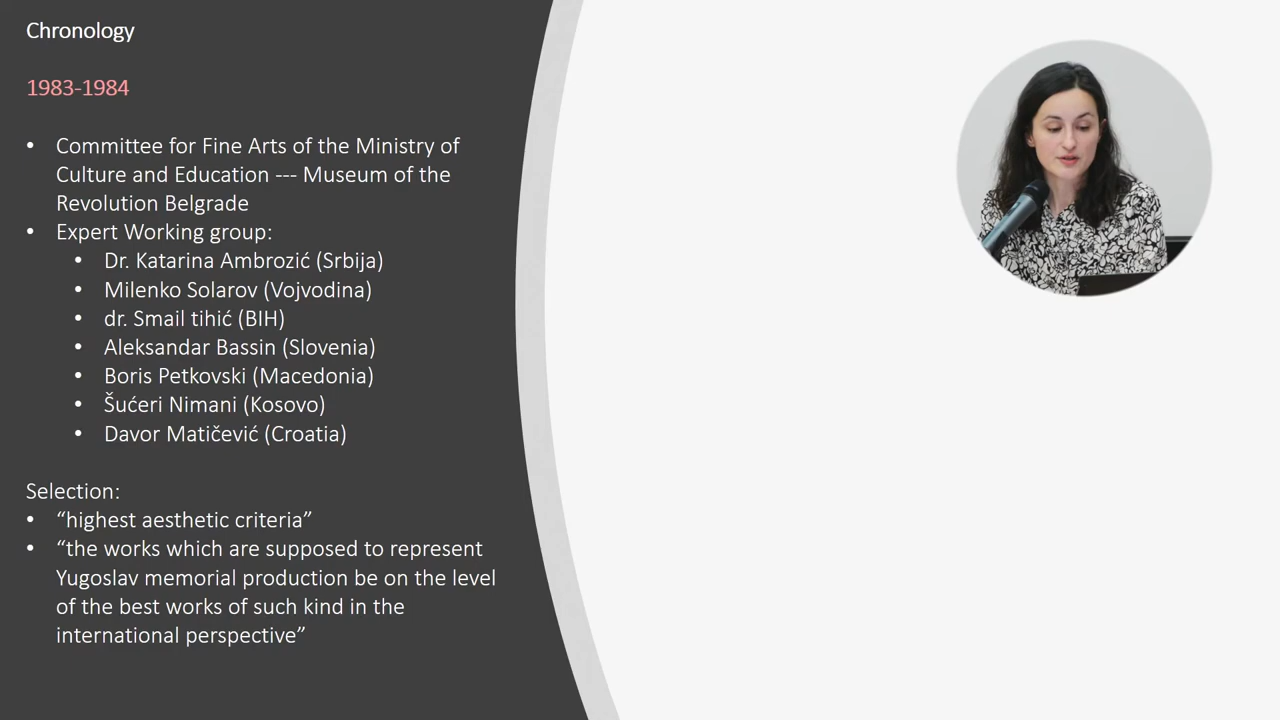 Chronology
1983-1984
• Committee for Fine Arts of the Ministry of
Culture and Education --- Museum of the
Revolution Belgrade
• Expert Working group:
• Dr. Katarina Ambrozić (Srbija)
• Milenko Solarov (Vojvodina)
• dr. Smail tihić (BIH)
• Aleksandar Bassin (Slovenia)
• Boris Petkovski (Macedonia)
• Šućeri Nimani (Kosovo)
• Davor Matičević (Croatia)
Selection:
• “highest aesthetic criteria”
• “the works which are supposed to represent
Yugoslav memorial production be on the level
of the best works of such kind in the
international perspective”